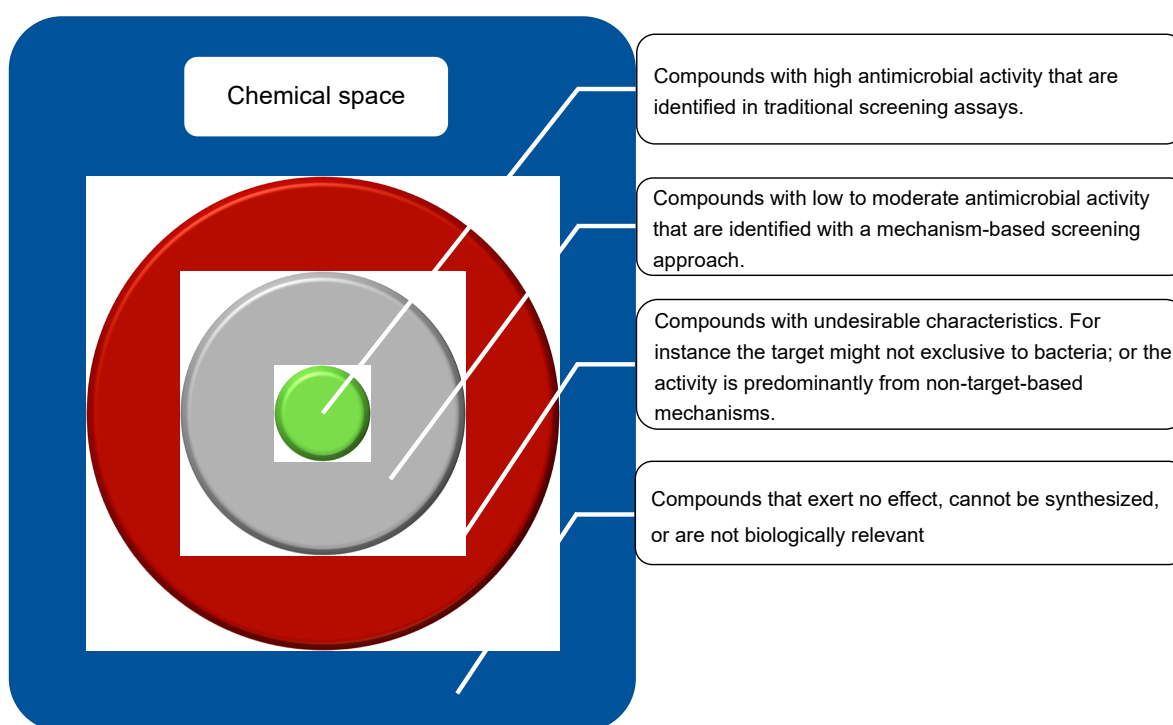 Chemical space
Compounds with high antimicrobial activity that are
identified in traditional screening assays.
Compounds with low to moderate antimicrobial activity
that are identified with a mechanism-based screening
approach.
Compounds with undesirable characteristics. For
instance the target might not exclusive to bacteria; or the
activity is predominantly from non-target-based
mechanisms.
Compounds that exert no effect, cannot be synthesized,
or are not biologically relevant